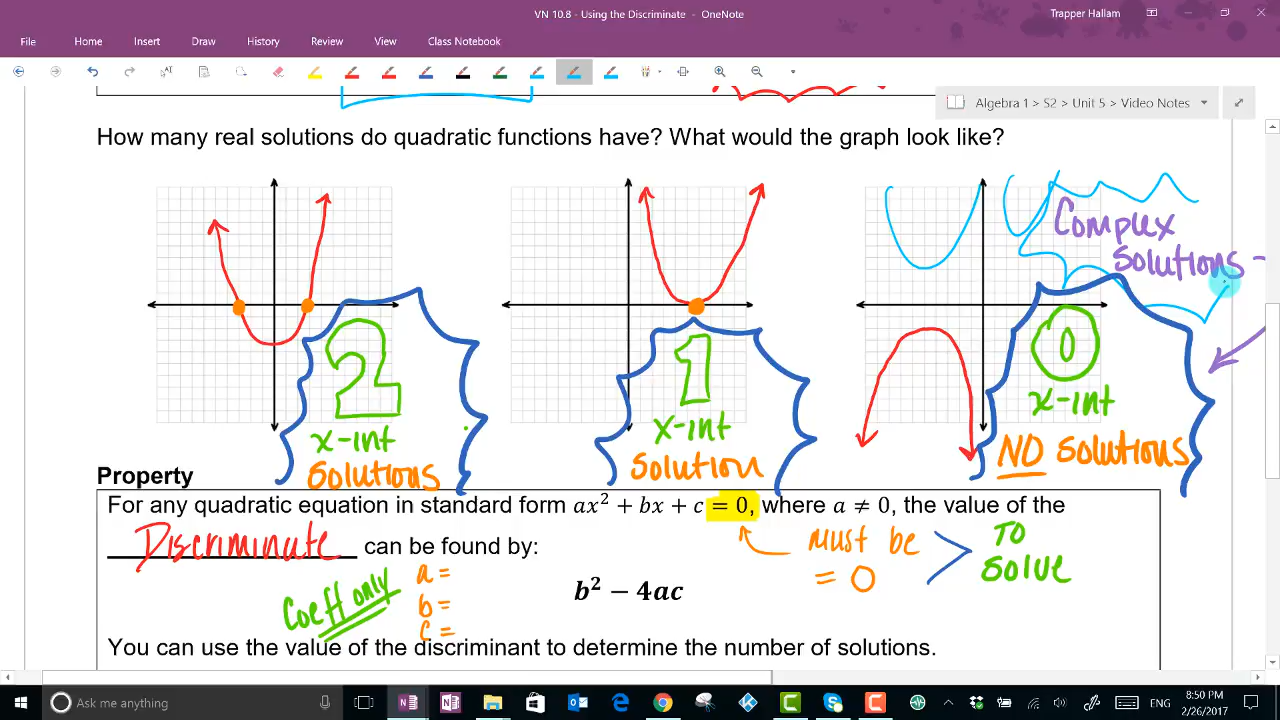 VN 10.8 - Using the Discriminate - OneNote
Trapper Hallam
File Home Insert Draw History Review View Class Notebook
Algebra 1 > S2 > Unit 5 > Video Notes
How many real solutions do quadratic functions have? What would the graph look like?
Complex
Solutions
2
x-int
Solutions
1
x-int
Solution
0
x-int
NO Solutions
Property
For any quadratic equation in standard form ax² + bx + c = 0, where a ≠ 0, the value of the
Discriminate can be found by:
must be
= 0
TO
Solve
Coeff only
a =
b =
c =
b² − 4ac
You can use the value of the discriminant to determine the number of solutions.
Ask me anything
ENG
8:50 PM
2/26/2017